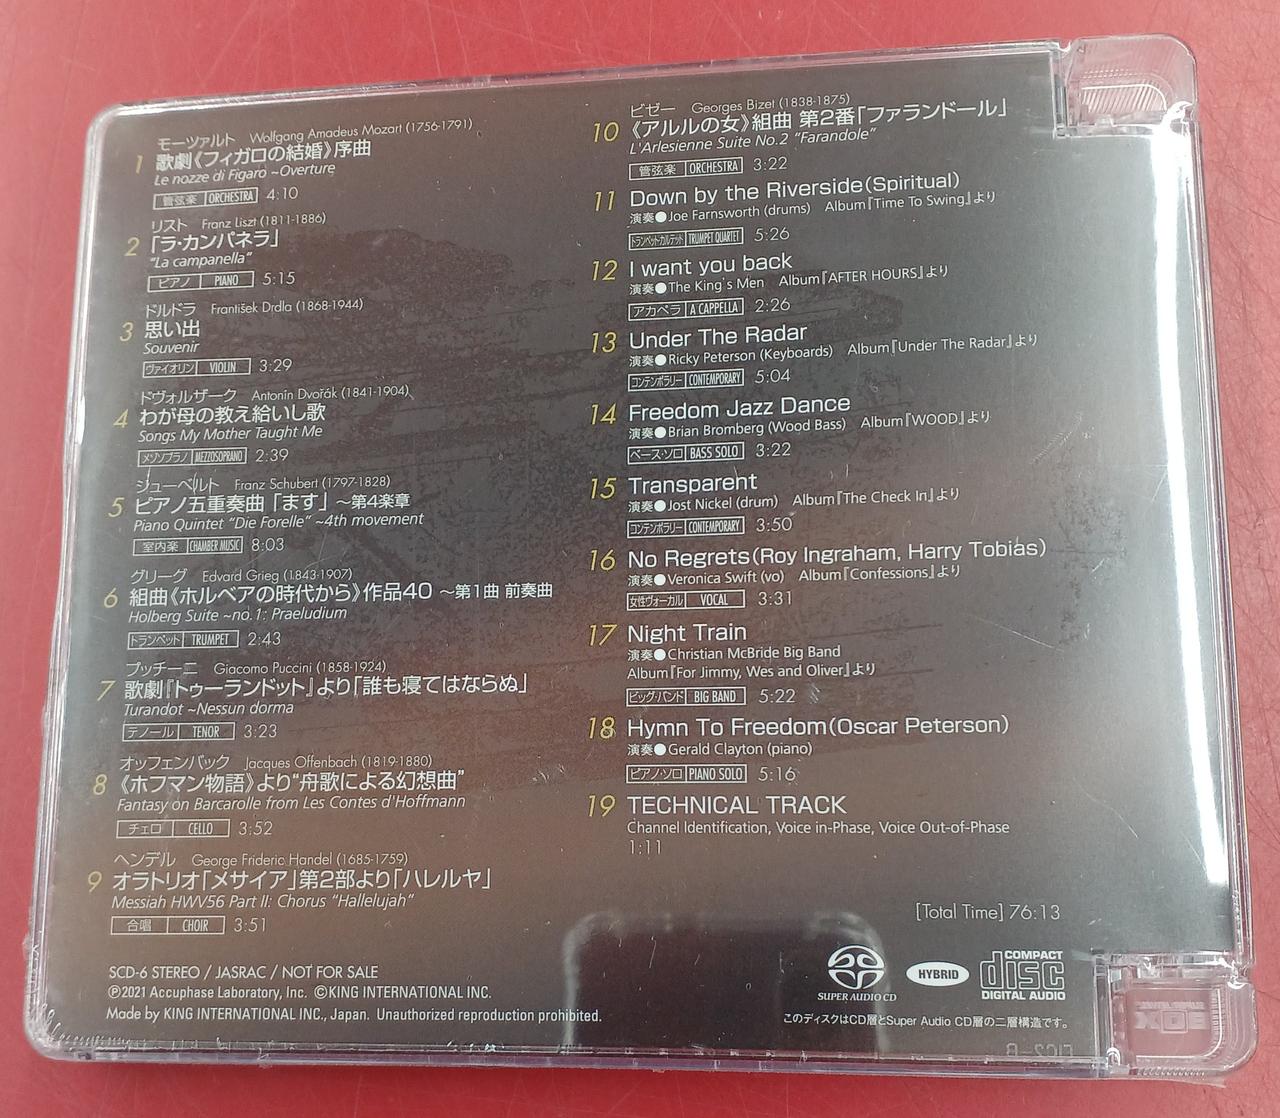 モーツァルト Wolfgang Amadeus Mozart (1756-1791)
1 歌劇《フィガロの結婚》序曲
Le nozze di Figaro ~Overture
管弦楽 ORCHESTRA 4:10
リスト Franz Liszt (1811-1886)
2 「ラ・カンパネラ」
"La campanella"
ピアノ PIANO 5:15
ドルドラ František Drdla (1868-1944)
3 思い出
Souvenir
ヴァイオリン VIOLIN 3:29
ドヴォルザーク Antonín Dvořák (1841-1904)
4 わが母の教え給いし歌
Songs My Mother Taught Me
メゾソプラノ MEZZOSOPRANO 2:39
シューベルト Franz Schubert (1797-1828)
5 ピアノ五重奏曲「ます」～第4楽章
Piano Quintet "Die Forelle" ~4th movement
室内楽 CHAMBER MUSIC 8:03
グリーグ Edvard Grieg (1843-1907)
6 組曲《ホルベアの時代から》作品40 ～第1曲 前奏曲
Holberg Suite ~no.1: Praeludium
トランペット TRUMPET 2:43
プッチーニ Giacomo Puccini (1858-1924)
7 歌劇『トゥーランドット』より「誰も寝てはならぬ」
Turandot ~Nessun dorma
テノール TENOR 3:23
オッフェンバック Jacques Offenbach (1819-1880)
8 《ホフマン物語》より"舟歌による幻想曲"
Fantasy on Barcarolle from Les Contes d'Hoffmann
チェロ CELLO 3:52
ヘンデル George Frideric Handel (1685-1759)
9 オラトリオ「メサイア」第2部より「ハレルヤ」
Messiah HWV56 Part II: Chorus "Hallelujah"
合唱 CHOIR 3:51
SCD-6 STEREO / JASRAC / NOT FOR SALE
℗2021 Accuphase Laboratory, Inc. ©KING INTERNATIONAL INC.
Made by KING INTERNATIONAL INC., Japan. Unauthorized reproduction prohibited.
ビゼー Georges Bizet (1838-1875)
10 《アルルの女》組曲 第2番「ファランドール」
L'Arlesienne Suite No.2 "Farandole"
管弦楽 ORCHESTRA 3:22
11 Down by the Riverside(Spiritual)
演奏●Joe Farnsworth (drums) Album『Time To Swing』より
トランペット・カルテット TRUMPET QUARTET 5:26
12 I want you back
演奏●The King's Men Album『AFTER HOURS』より
アカペラ A CAPPELLA 2:26
13 Under The Radar
演奏●Ricky Peterson (Keyboards) Album『Under The Radar』より
コンテンポラリー CONTEMPORARY 5:04
14 Freedom Jazz Dance
演奏●Brian Bromberg (Wood Bass) Album『WOOD』より
ベース・ソロ BASS SOLO 3:22
15 Transparent
演奏●Jost Nickel (drum) Album『The Check In』より
コンテンポラリー CONTEMPORARY 3:50
16 No Regrets(Roy Ingraham, Harry Tobias)
演奏●Veronica Swift (vo) Album『Confessions』より
女性ヴォーカル VOCAL 3:31
17 Night Train
演奏●Christian McBride Big Band
Album『For Jimmy, Wes and Oliver』より
ビッグ・バンド BIG BAND 5:22
18 Hymn To Freedom(Oscar Peterson)
演奏●Gerald Clayton (piano)
ピアノ・ソロ PIANO SOLO 5:16
19 TECHNICAL TRACK
Channel Identification, Voice in-Phase, Voice Out-of-Phase
1:11
[Total Time] 76:13
SUPER AUDIO CD
HYBRID
COMPACT
disc
DIGITAL AUDIO
このディスクはCD層とSuper Audio CD層の二層構造です。